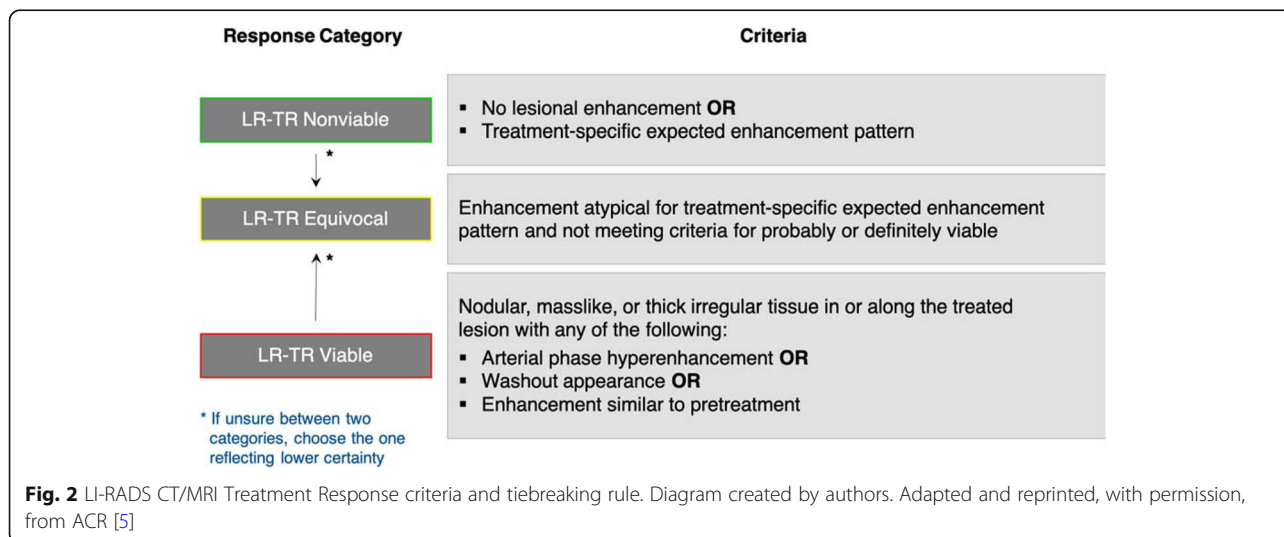 Response Category
Criteria
LR-TR Nonviable
▪ No lesional enhancement OR
▪ Treatment-specific expected enhancement pattern
*
LR-TR Equivocal
Enhancement atypical for treatment-specific expected enhancement
pattern and not meeting criteria for probably or definitely viable
*
LR-TR Viable
Nodular, masslike, or thick irregular tissue in or along the treated
lesion with any of the following:
▪ Arterial phase hyperenhancement OR
▪ Washout appearance OR
▪ Enhancement similar to pretreatment
* If unsure between two
categories, choose the one
reflecting lower certainty
Fig. 2 LI-RADS CT/MRI Treatment Response criteria and tiebreaking rule. Diagram created by authors. Adapted and reprinted, with permission,
from ACR [5]